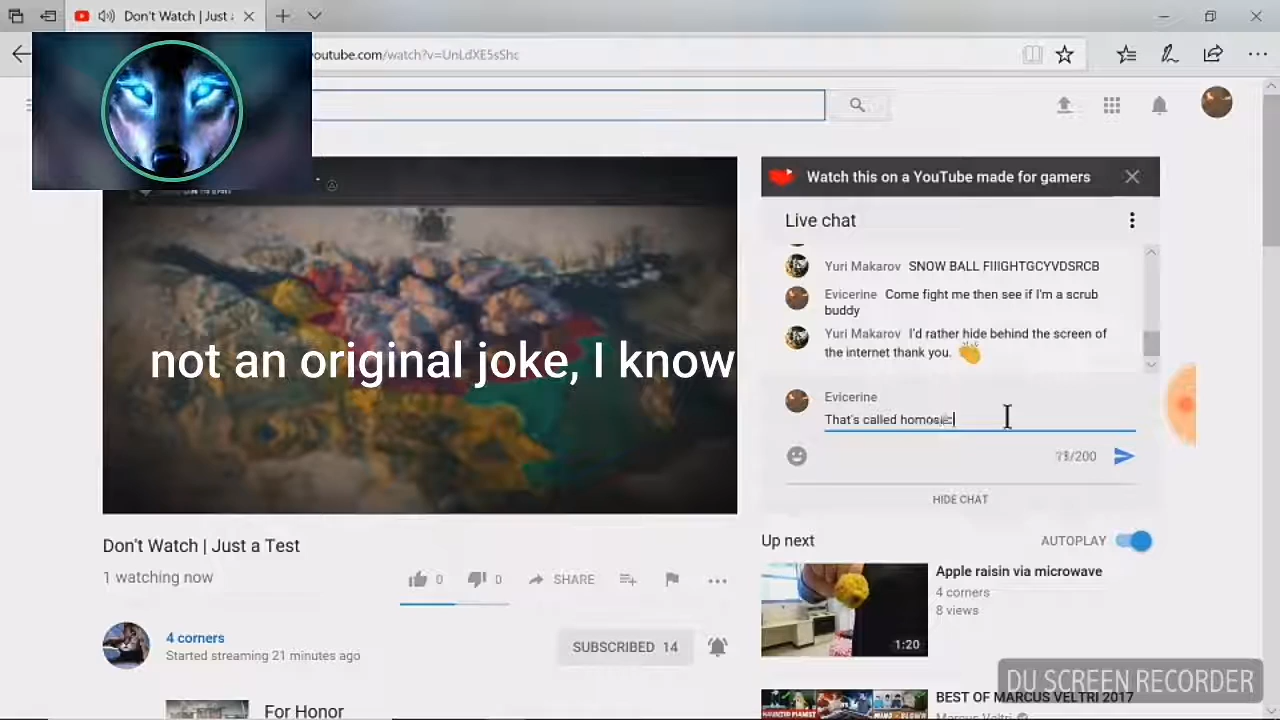 Don't Watch | Just a
youtube.com/watch?v=UnLdXE5sShc
Watch this on a YouTube made for gamers
Live chat
Yuri Makarov SNOW BALL FIIIGHTGCYVDSRCB
Evicerine Come fight me then see if I'm a scrub
buddy
Yuri Makarov I'd rather hide behind the screen of
the internet thank you.
not an original joke, I know
Evicerine
That's called
/200
HIDE CHAT
Don't Watch | Just a Test
1 watching now
0
0
SHARE
Up next
AUTOPLAY
Apple raisin via microwave
4 corners
8 views
1:20
4 corners
Started streaming 21 minutes ago
SUBSCRIBED 14
DU SCREEN RECORDER
BEST OF MARCUS VELTRI 2017
Marcus Veltri
For Honor